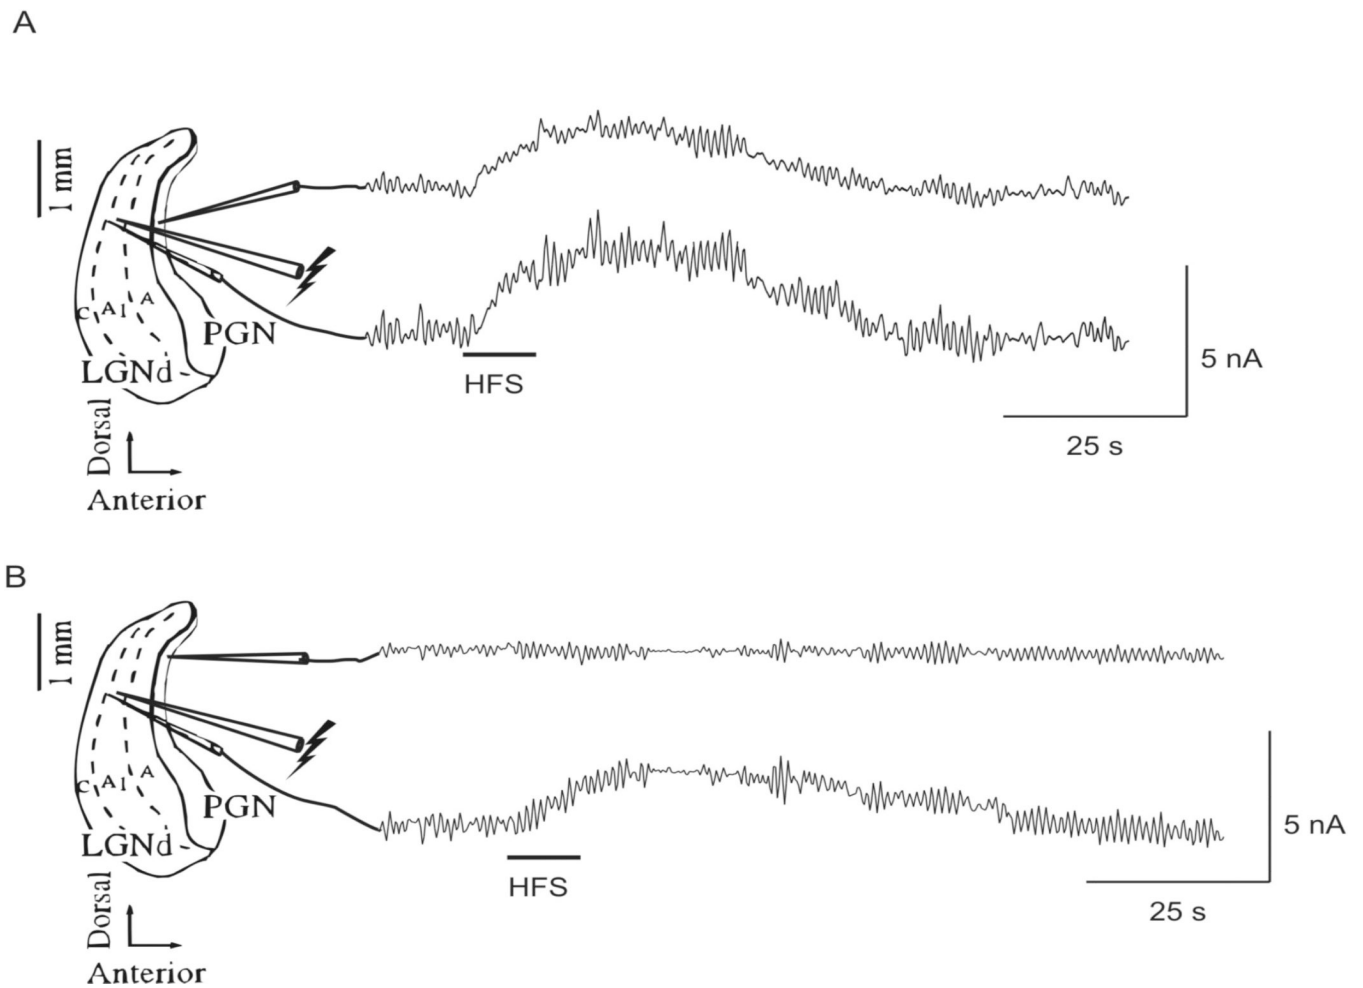 A
1 mm
C A1 A
PGN
LGNd
HFS
5 nA
25 s
Dorsal
Anterior
B
1 mm
C A1 A
PGN
LGNd
HFS
5 nA
25 s
Dorsal
Anterior